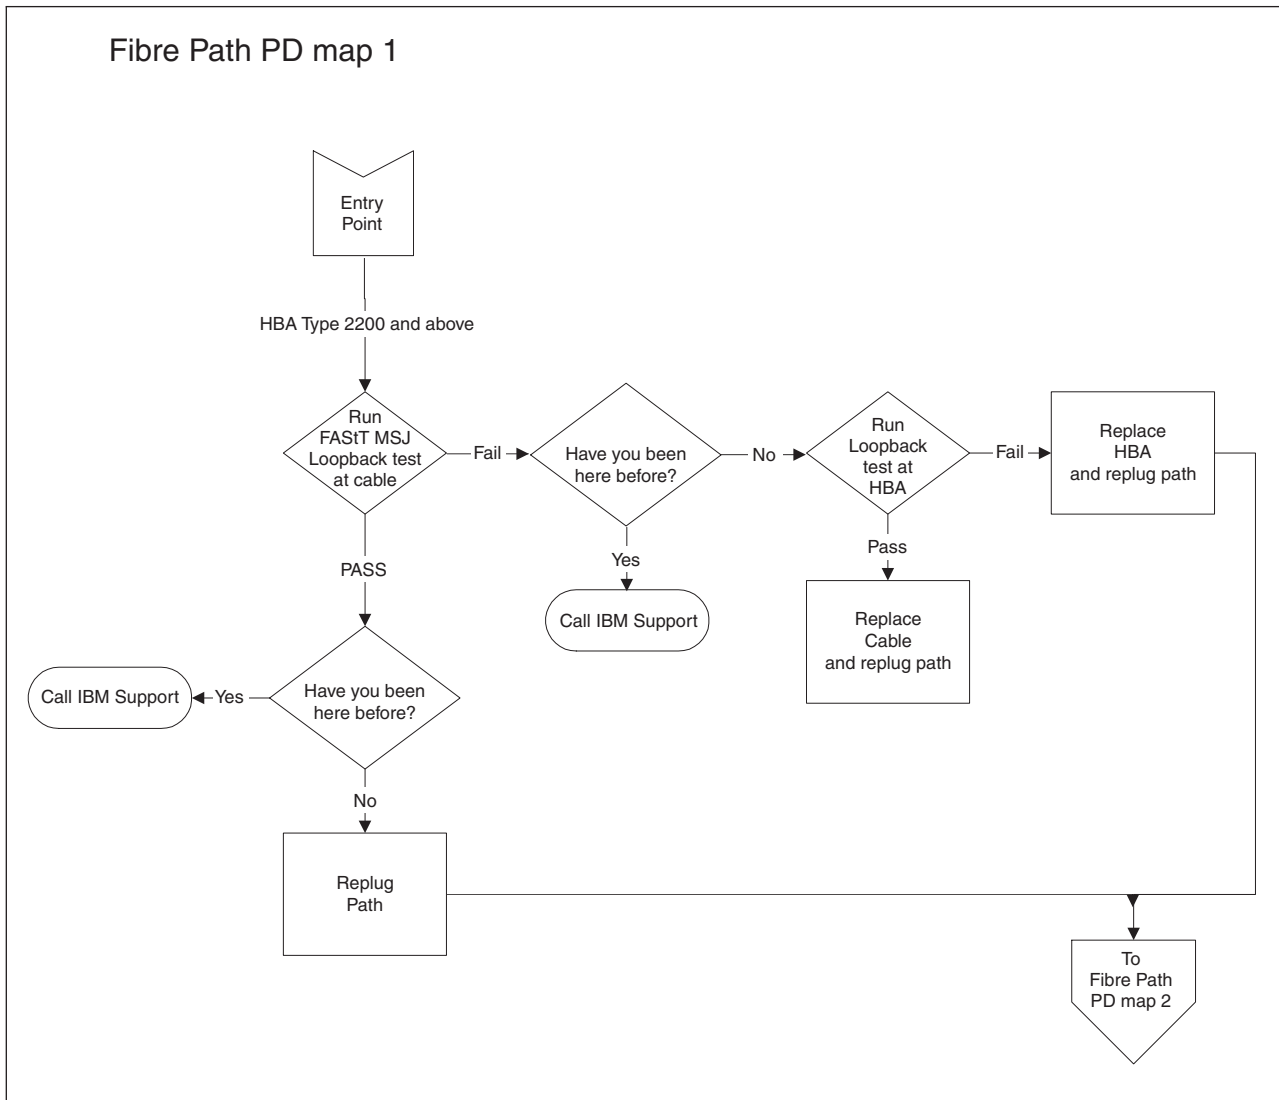 Fibre Path PD map 1
Entry
Point
HBA Type 2200 and above
Run
FAStT MSJ
Loopback test
at cable
Fail
Have you been
here before?
No
Run
Loopback
test at
HBA
Fail
Replace
HBA
and replug path
PASS
Yes
Pass
Call IBM Support
Replace
Cable
and replug path
Call IBM Support
Yes
Have you been
here before?
No
Replug
Path
To
Fibre Path
PD map 2